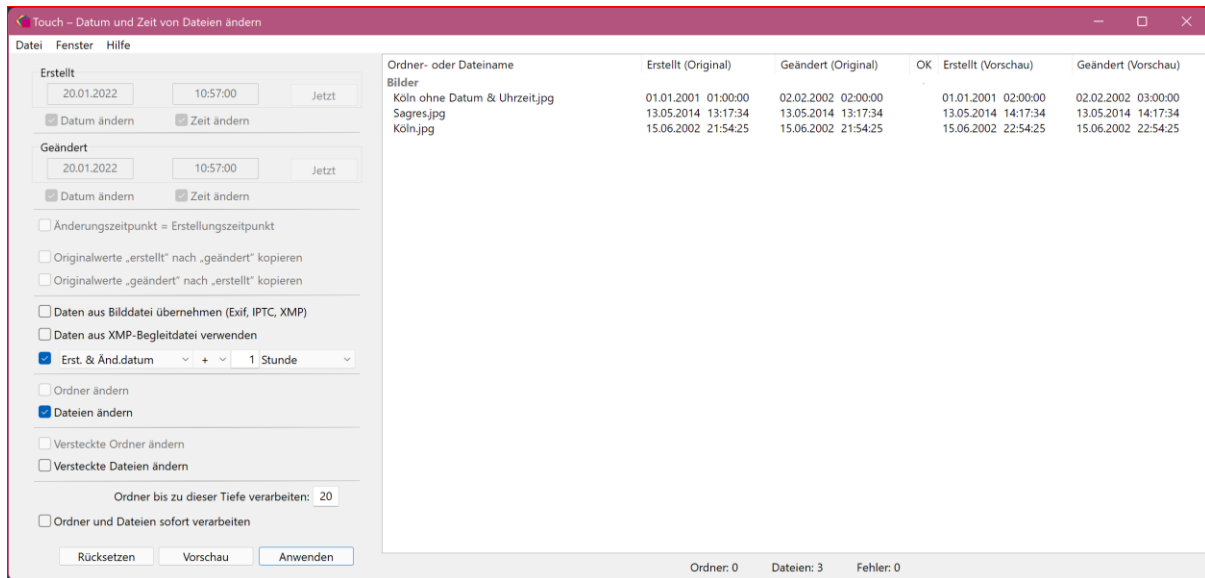 Touch – Datum und Zeit von Dateien ändern
Datei Fenster Hilfe
Erstellt
20.01.2022 10:57:00 Jetzt
Datum ändern Zeit ändern
Geändert
20.01.2022 10:57:00 Jetzt
Datum ändern Zeit ändern
Änderungszeitpunkt = Erstellungszeitpunkt
Originalwerte „erstellt“ nach „geändert“ kopieren
Originalwerte „geändert“ nach „erstellt“ kopieren
Daten aus Bilddatei übernehmen (Exif, IPTC, XMP)
Daten aus XMP-Begleitdatei verwenden
Erst. & Änd.datum + 1 Stunde
Ordner ändern
Dateien ändern
Versteckte Ordner ändern
Versteckte Dateien ändern
Ordner bis zu dieser Tiefe verarbeiten: 20
Ordner und Dateien sofort verarbeiten
Rücksetzen Vorschau Anwenden
Ordner- oder Dateiname Erstellt (Original) Geändert (Original) OK Erstellt (Vorschau) Geändert (Vorschau)
Bilder
Köln ohne Datum & Uhrzeit.jpg 01.01.2001 01:00:00 02.02.2002 02:00:00 01.01.2001 02:00:00 02.02.2002 03:00:00
Sagres.jpg 13.05.2014 13:17:34 13.05.2014 13:17:34 13.05.2014 14:17:34 13.05.2014 14:17:34
Köln.jpg 15.06.2002 21:54:25 15.06.2002 21:54:25 15.06.2002 22:54:25 15.06.2002 22:54:25
Ordner: 0 Dateien: 3 Fehler: 0